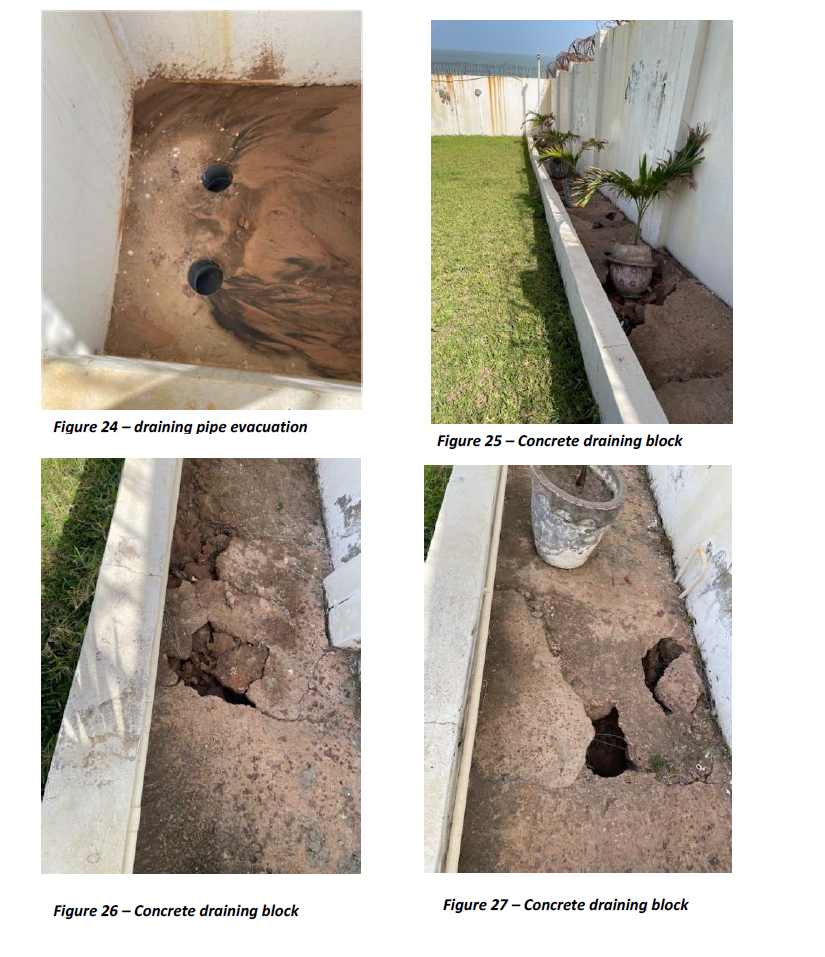 Figure 24 – draining pipe evacuation
Figure 25 – Concrete draining block
Figure 26 – Concrete draining block
Figure 27 – Concrete draining block